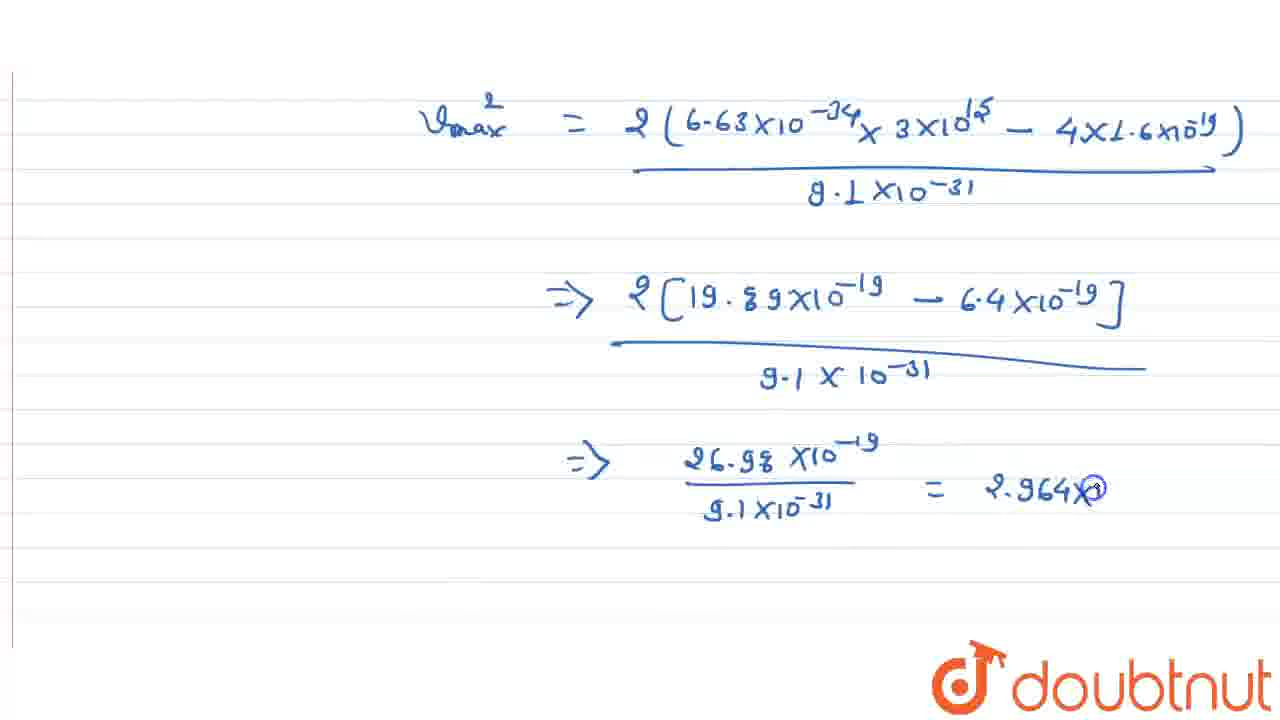 vmax² = 2 (6.63×10⁻³⁴ × 3×10¹⁵ − 4×1.6×10⁻¹⁹)
9.1×10⁻³¹
⇒ 2 [19.89×10⁻¹⁹ − 6.4×10⁻¹⁹]
9.1 × 10⁻³¹
⇒ 26.98 ×10⁻¹⁹
9.1×10⁻³¹ = 2.964×
doubtnut